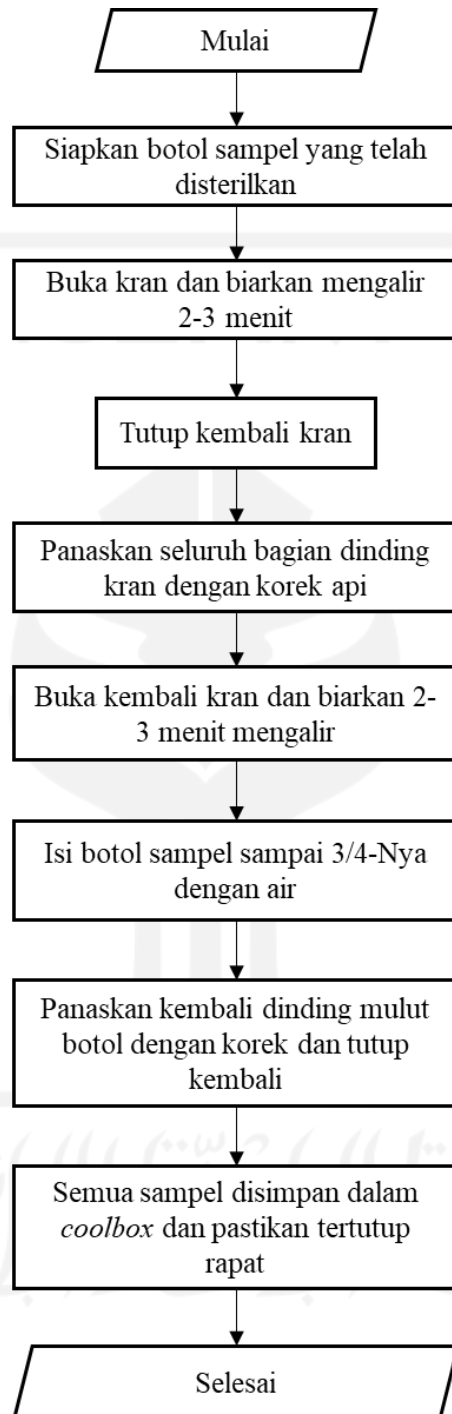 Mulai
Siapkan botol sampel yang telah
disterilkan
Buka kran dan biarkan mengalir
2-3 menit
Tutup kembali kran
Panaskan seluruh bagian dinding
kran dengan korek api
Buka kembali kran dan biarkan 2-
3 menit mengalir
Isi botol sampel sampai 3/4-Nya
dengan air
Panaskan kembali dinding mulut
botol dengan korek dan tutup
kembali
Semua sampel disimpan dalam
coolbox dan pastikan tertutup
rapat
Selesai